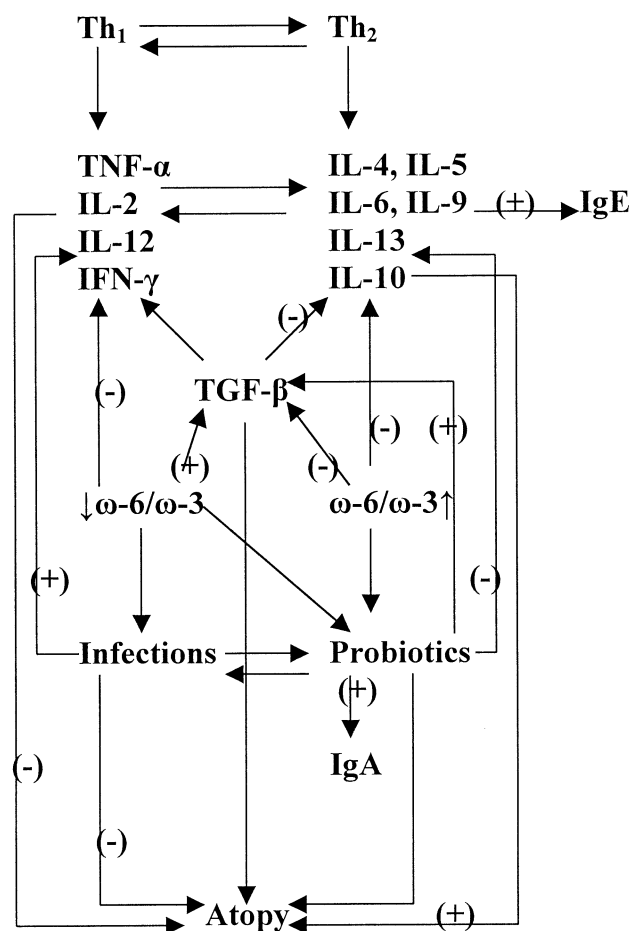 Th₁ Th₂
TNF-α IL-4, IL-5
IL-2 IL-6, IL-9 (+) IgE
IL-12 IL-13
IFN-γ IL-10
(-)
(-) TGF-β
(-) (+)
(+) (-)
↓ω-6/ω-3 ω-6/ω-3↑
(+) (-)
Infections Probiotics
(+)
IgA
(-)
(-)
Atopy (+)